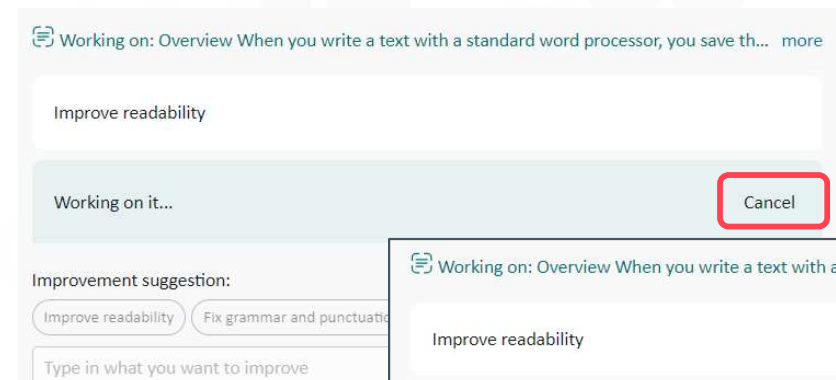 Working on: Overview When you write a text with a standard word processor, you save th... more
Improve readability
Working on it...
Cancel
Improvement suggestion:
Improve readability
Fix grammar and punctuatio
Type in what you want to improve
Working on: Overview When you write a text with a
Improve readability